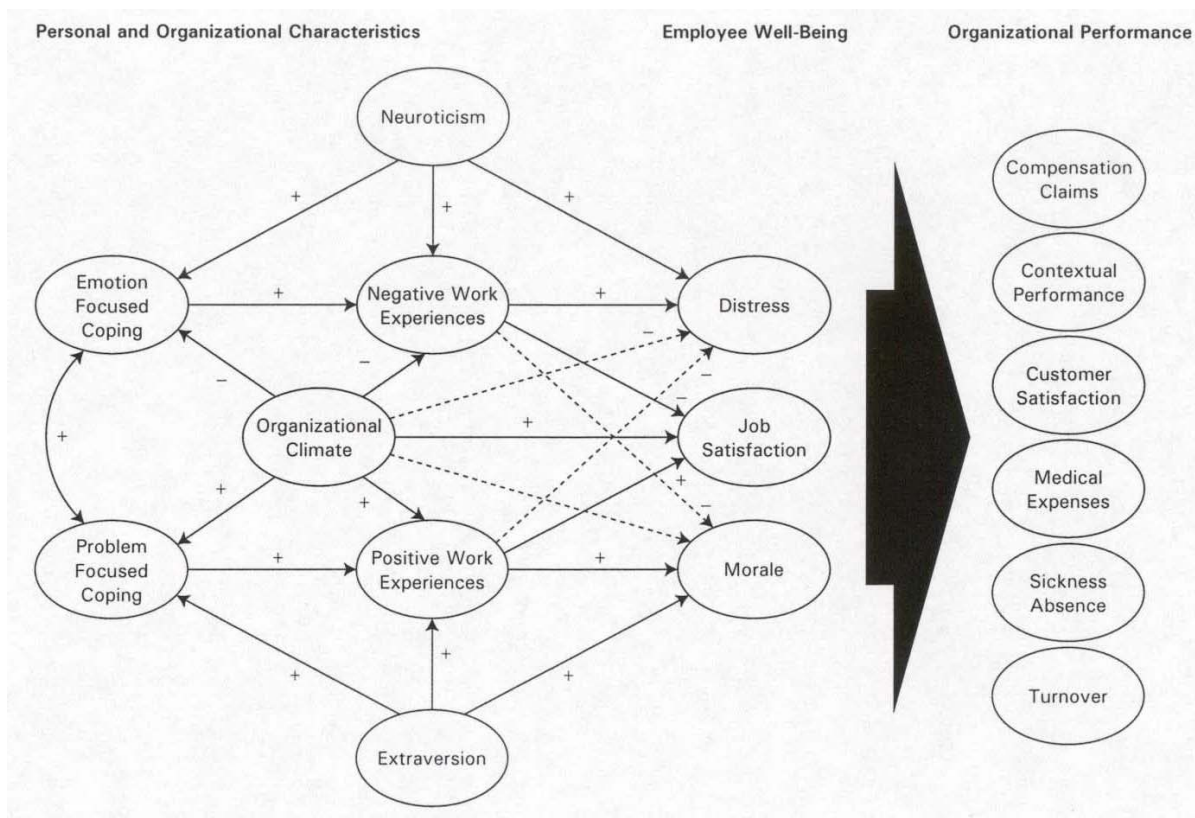 Personal and Organizational Characteristics
Employee Well-Being
Organizational Performance
Neuroticism
+
+
+
Compensation
Claims
Emotion
Focused
Coping
+
Negative Work
Experiences
+
Distress
Contextual
Performance
–
–
–
–
–
Customer
Satisfaction
+
Organizational
Climate
+
Job
Satisfaction
+
+
+
–
Medical
Expenses
Problem
Focused
Coping
+
Positive Work
Experiences
+
Morale
Sickness
Absence
+
+
+
Turnover
Extraversion